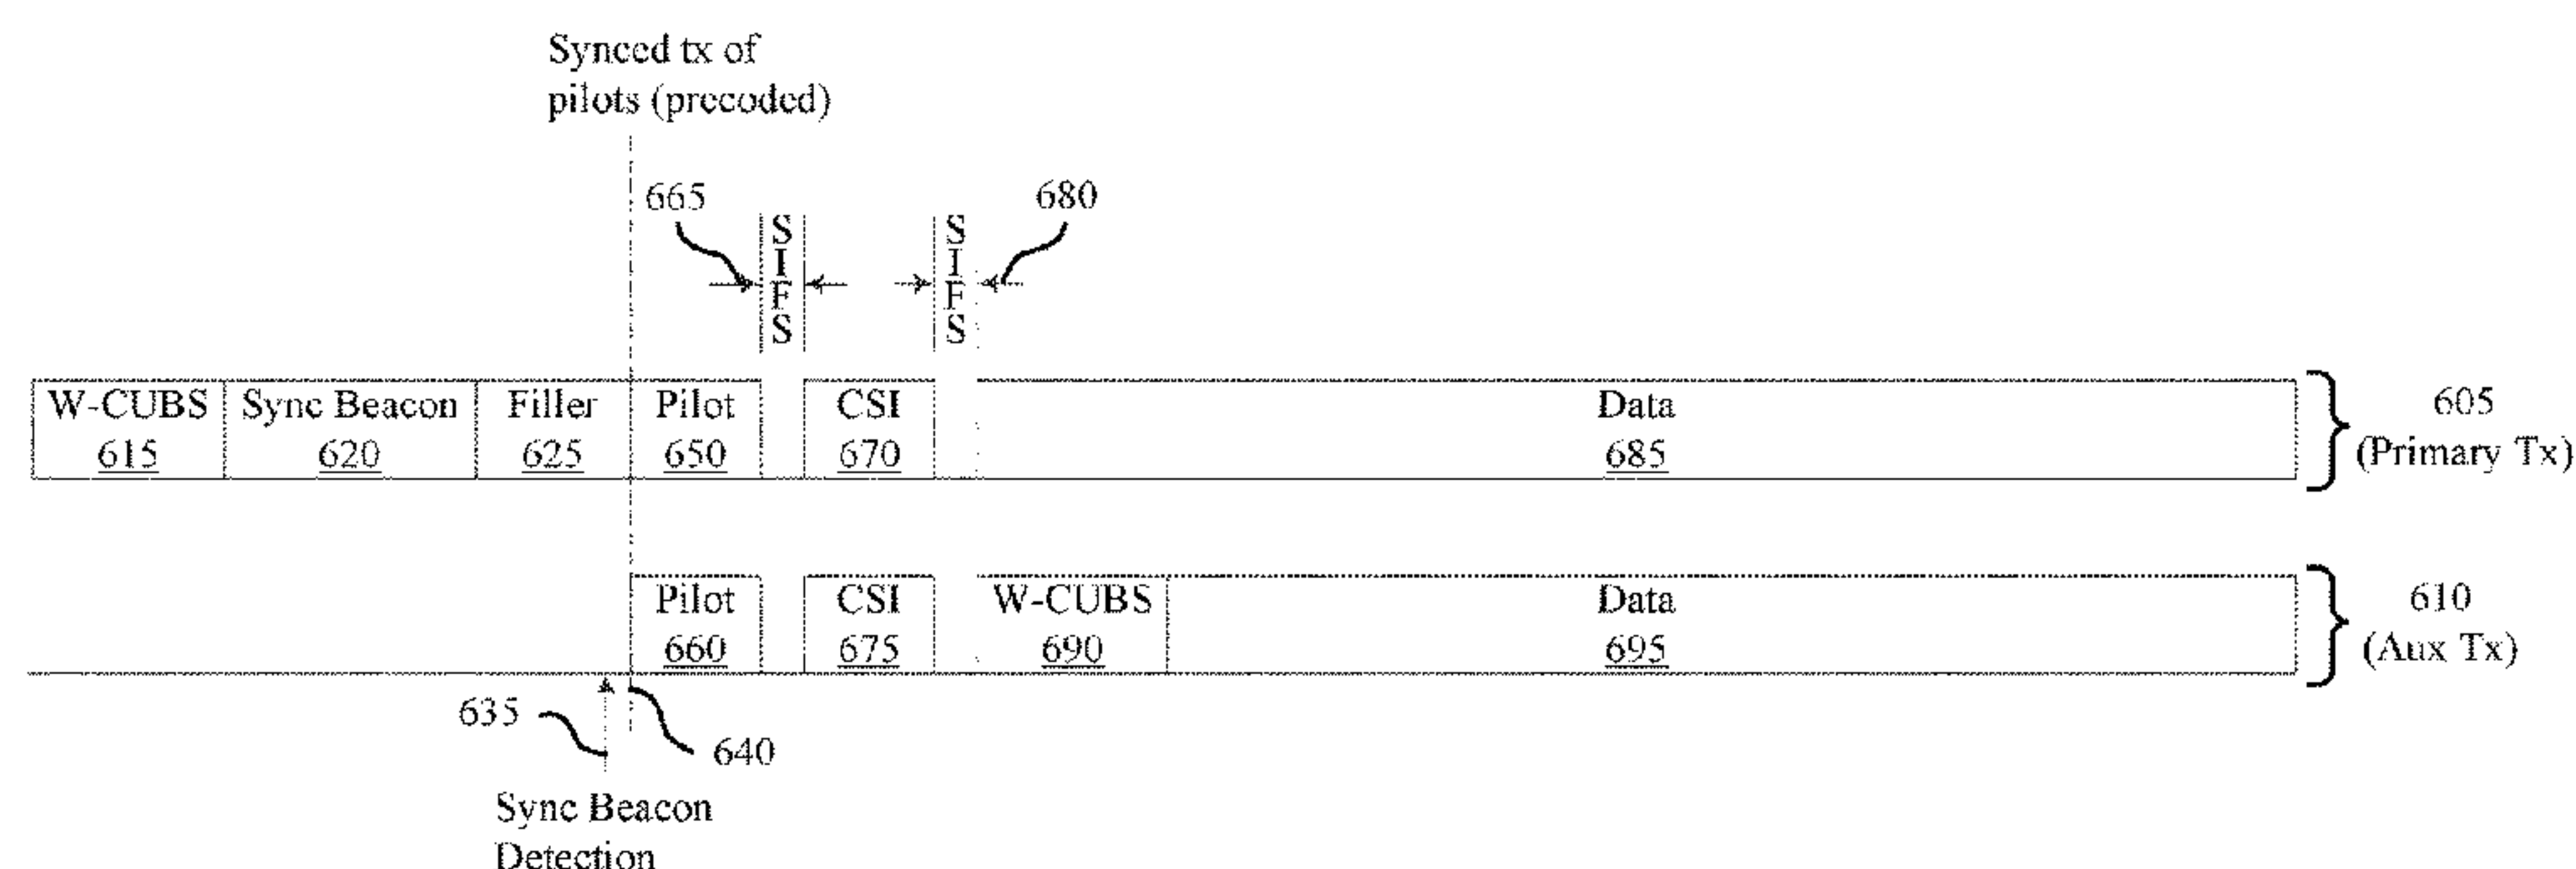 Synced tx of
pilots (precoded)
665
680
S
I
F
S
S
I
F
S
W-CUBS Sync Beacon Filler Pilot CSI Data
615 620 625 650 670 685
605
(Primary Tx)
Pilot CSI W-CUBS Data
660 675 690 695
610
(Aux Tx)
635
640
Sync Beacon
Detection